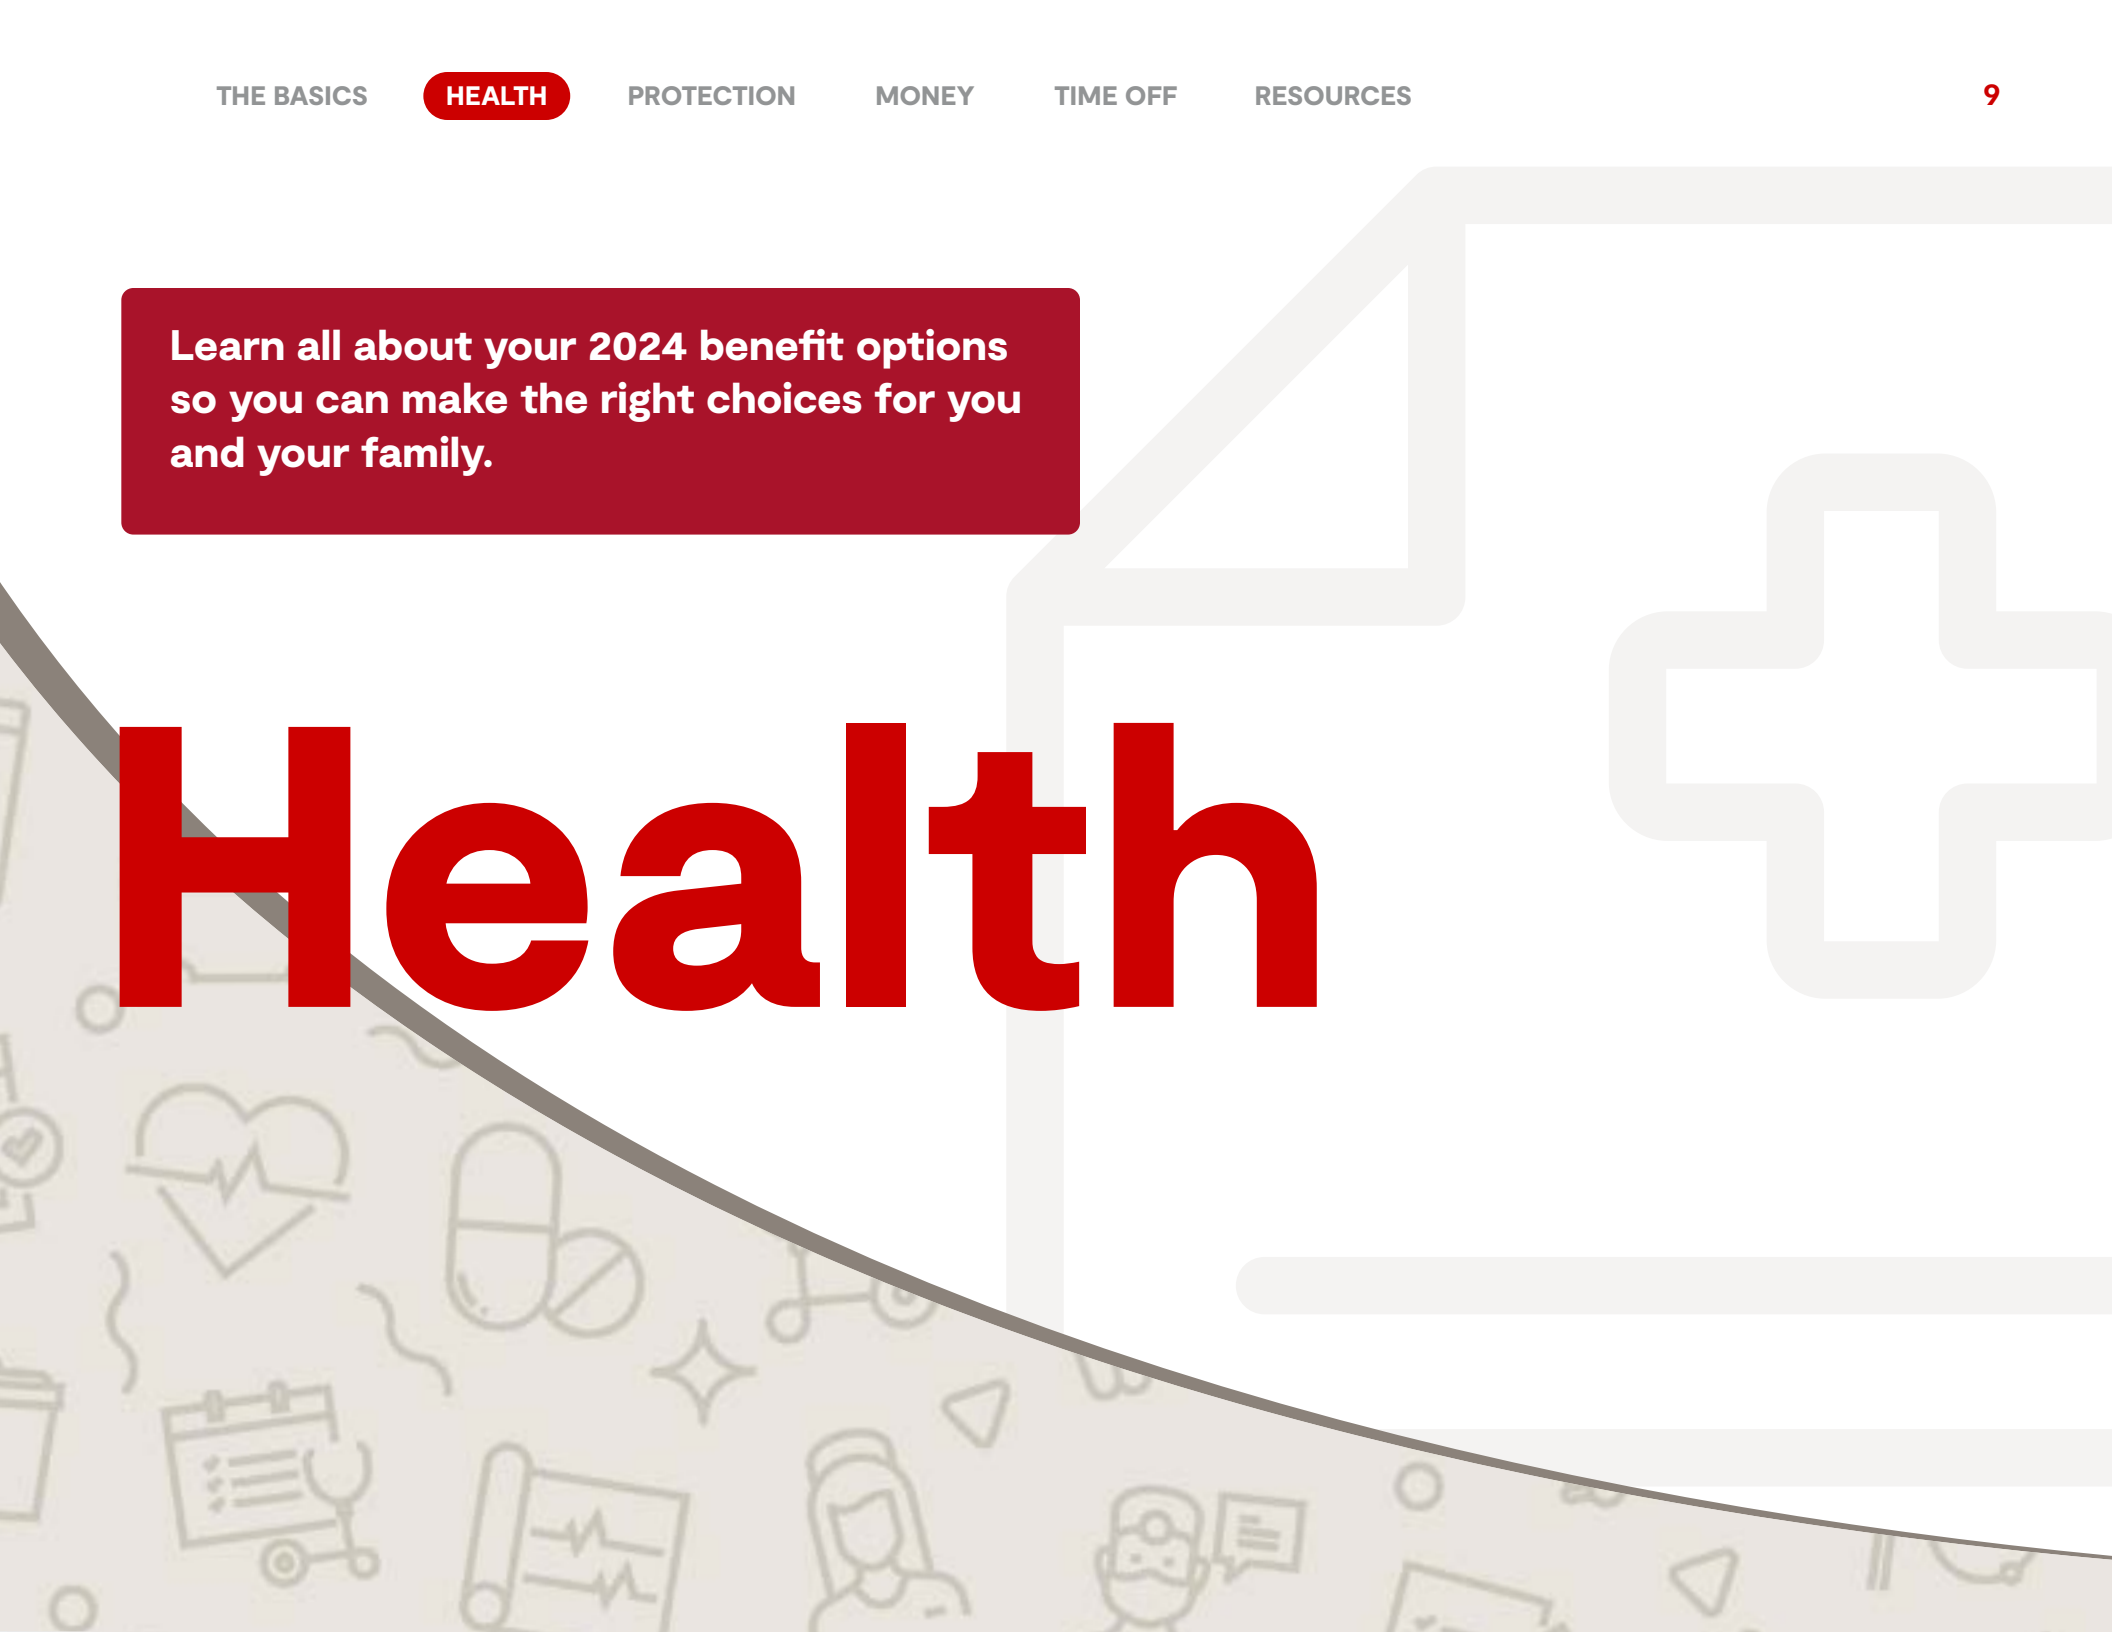 THE BASICS HEALTH PROTECTION MONEY TIME OFF RESOURCES 9
Learn all about your 2024 benefit options
so you can make the right choices for you
and your family.
Health